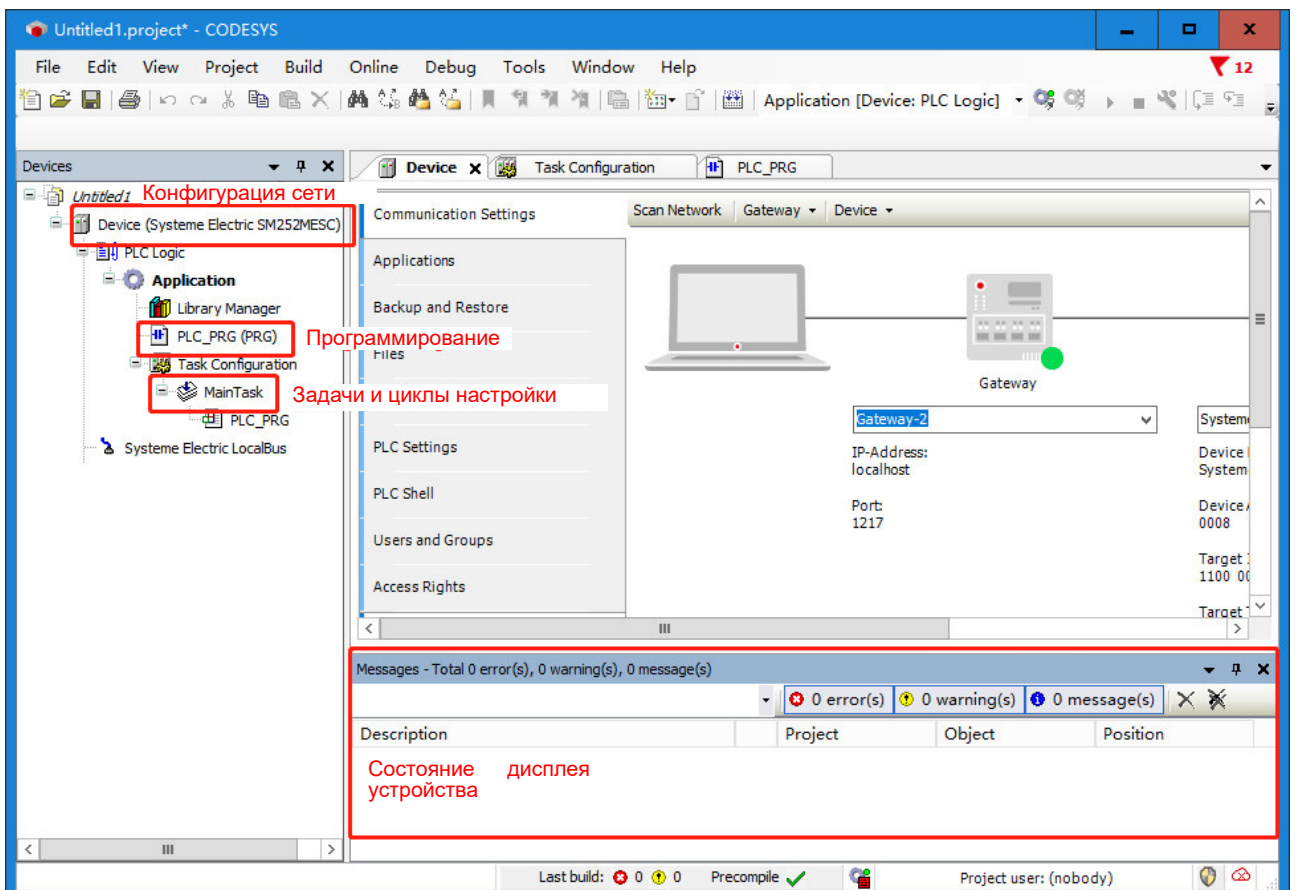 Untitled1.project* - CODESYS
File Edit View Project Build Online Debug Tools Window Help
12
Application [Device: PLC Logic]
Devices
Device
Task Configuration
PLC_PRG
Untitled1
Конфигурация сети
Device (Systeme Electric SM252MESC)
PLC Logic
Application
Library Manager
PLC_PRG (PRG)
Программирование
Task Configuration
MainTask
Задачи и циклы настройки
PLC_PRG
Systeme Electric LocalBus
Communication Settings
Applications
Backup and Restore
Files
PLC Settings
PLC Shell
Users and Groups
Access Rights
Scan Network Gateway Device
Gateway
Gateway-2
IP-Address:
localhost
Port:
1217
System
Device
System
Device
0008
Target
1100
Target
Messages - Total 0 error(s), 0 warning(s), 0 message(s)
0 error(s) 0 warning(s) 0 message(s)
Description Project Object Position
Состояние дисплея
устройства
Last build: 0 0 Precompile Project user: (nobody)